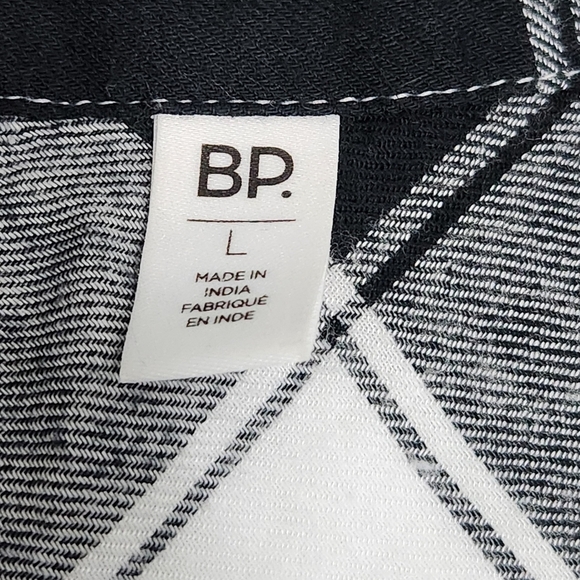 BP.
L
MADE IN
INDIA
FABRIQUÉ
EN INDE